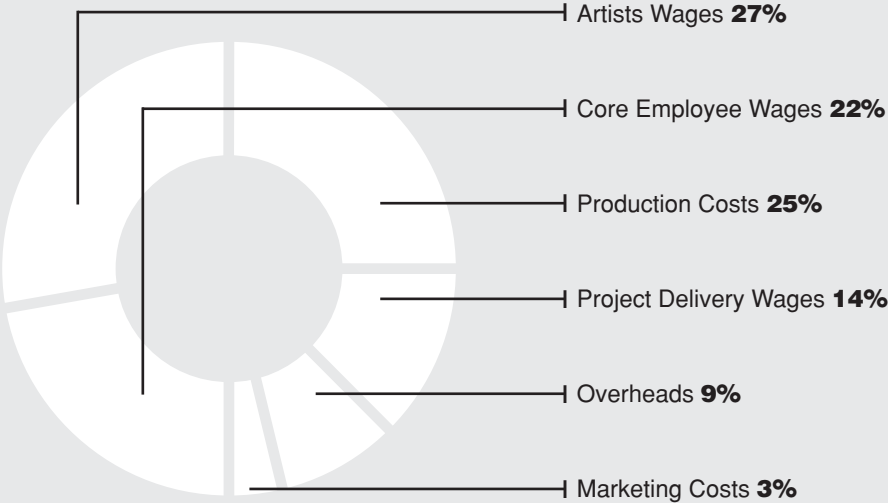 Artists Wages 27%
Core Employee Wages 22%
Production Costs 25%
Project Delivery Wages 14%
Overheads 9%
Marketing Costs 3%